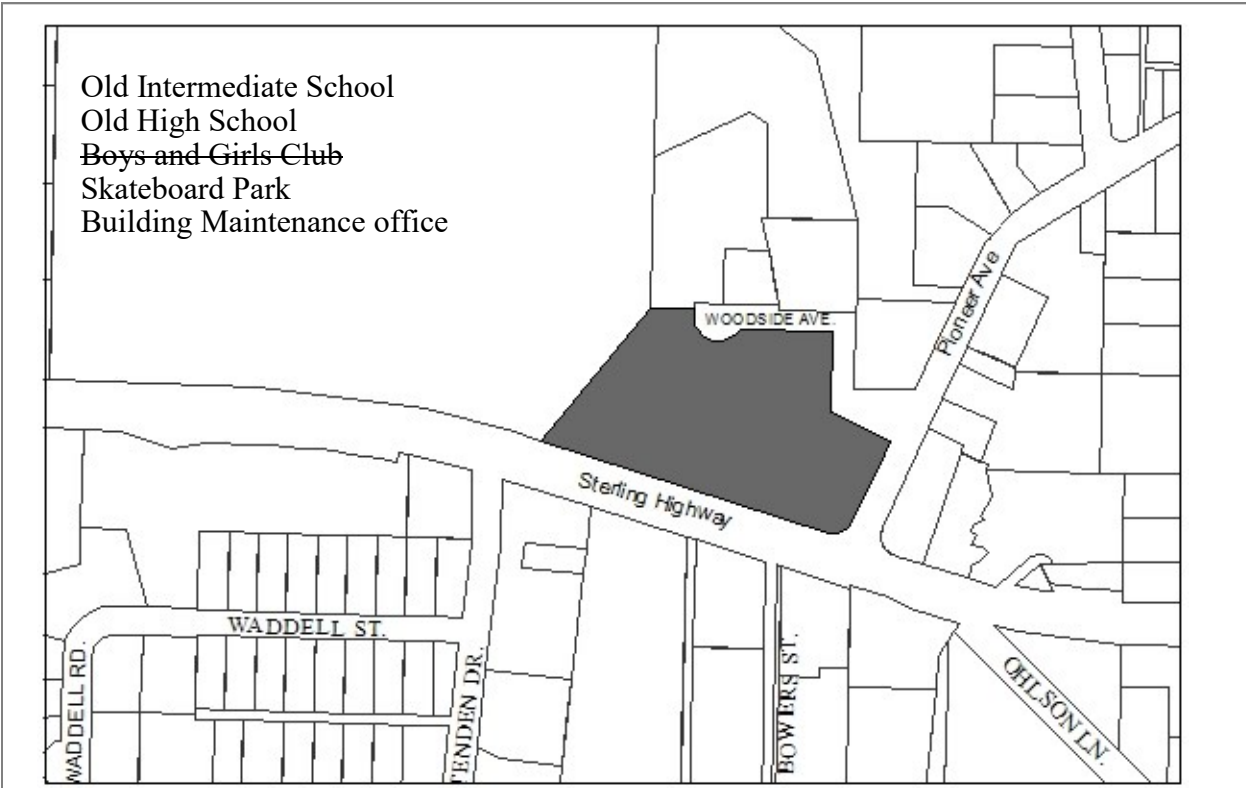 Old Intermediate School
Old High School
Boys and Girls Club
Skateboard Park
Building Maintenance office
WOODSIDE AVE.
Pioneer Ave
Sterling Highway
WADDELL ST.
WADDELL RD.
TENDEN DR.
BOWERS ST.
OHLSON LN.